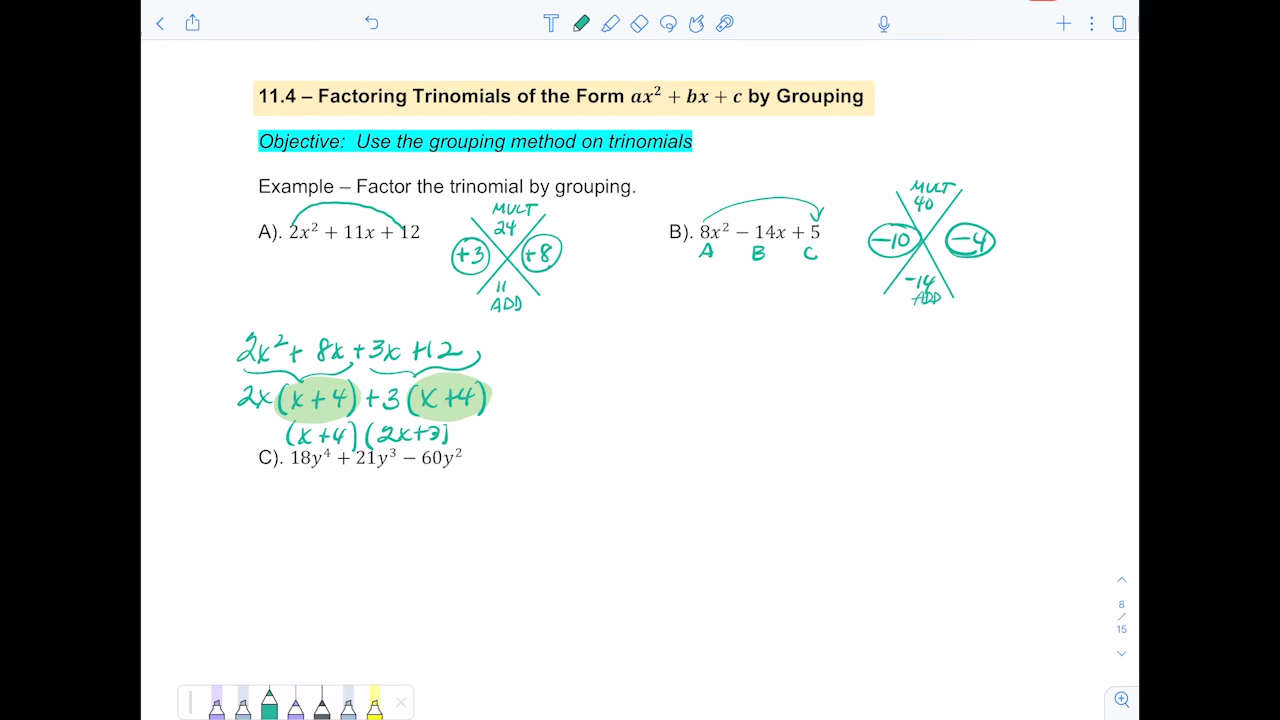 11.4 – Factoring Trinomials of the Form ax² + bx + c by Grouping
Objective: Use the grouping method on trinomials
Example – Factor the trinomial by grouping.
A). 2x² + 11x + 12
MULT
24
+3 +8
11
ADD
2x² + 8x + 3x + 12
2x(x+4) + 3(x+4)
(x+4)(2x+3)
B). 8x² − 14x + 5
A B C
MULT
40
−10 −4
−14
ADD
C). 18y⁴ + 21y³ − 60y²
8
/
15